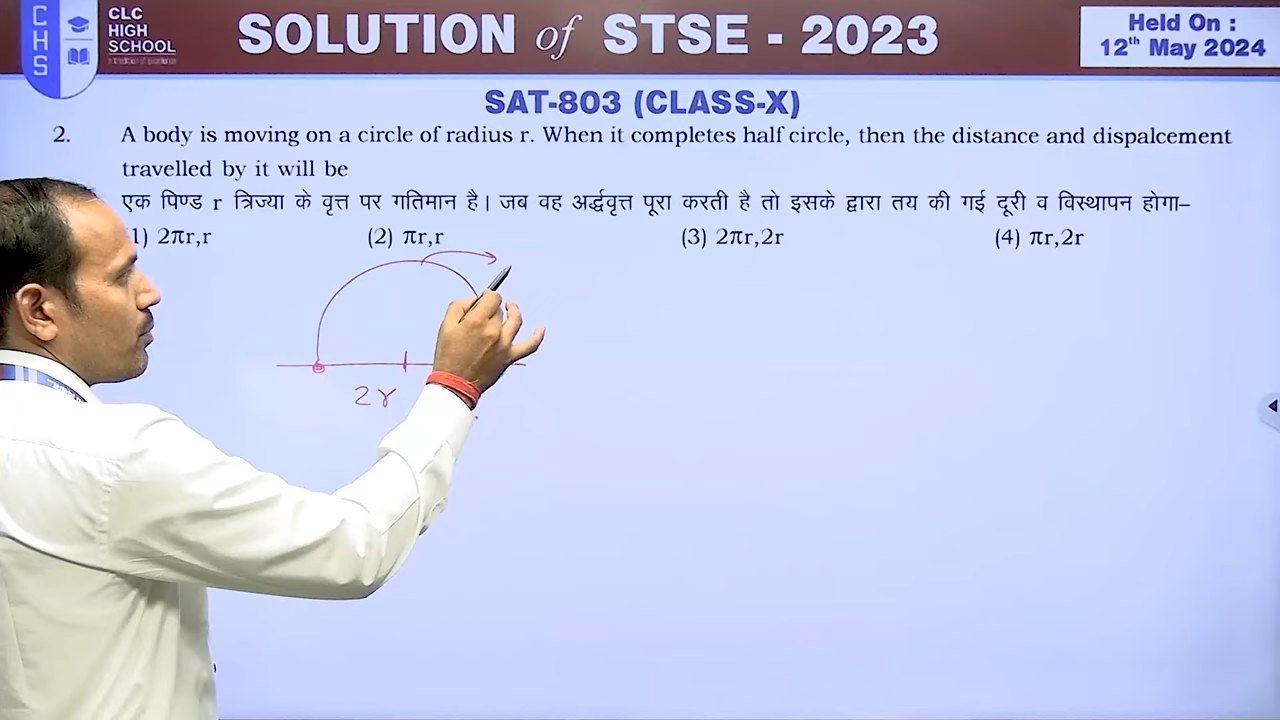 CHS
CLC
HIGH
SCHOOL
SOLUTION of STSE - 2023
Held On :
12th May 2024
SAT-803 (CLASS-X)
2. A body is moving on a circle of radius r. When it completes half circle, then the distance and dispalcement
travelled by it will be
एक पिण्ड r त्रिज्या के वृत्त पर गतिमान है। जब वह अर्द्धवृत्त पूरा करती है तो इसके द्वारा तय की गई दूरी व विस्थापन होगा–
1) 2πr,r (2) πr,r (3) 2πr,2r (4) πr,2r
2r